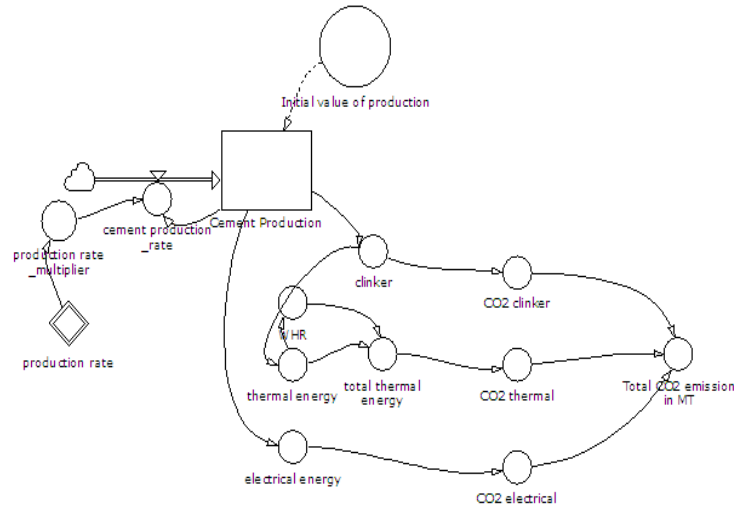 Initial value of production
Cement Production
cement production
_rate
production rate
_multiplier
production rate
clinker
CO2 clinker
WHR
thermal energy
total thermal
energy
CO2 thermal
Total CO2 emission
in MT
electrical energy
CO2 electrical